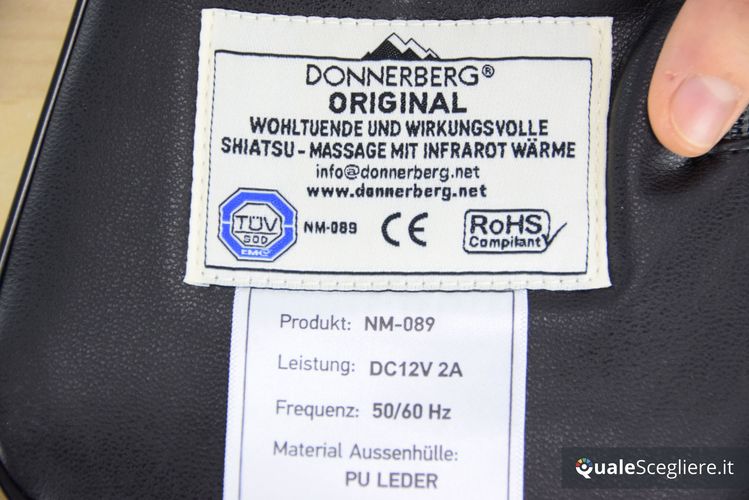 DONNERBERG®
ORIGINAL
WOHLTUENDE UND WIRKUNGSVOLLE
SHIATSU - MASSAGE MIT INFRAROT WÄRME
info@donnerberg.net
www.donnerberg.net
TÜV
SÜD
EMC
NM-089
CE
RoHS
Compliant
Produkt: NM-089
Leistung: DC12V 2A
Frequenz: 50/60 Hz
Material Aussenhülle:
PU LEDER
QualeScegliere.it